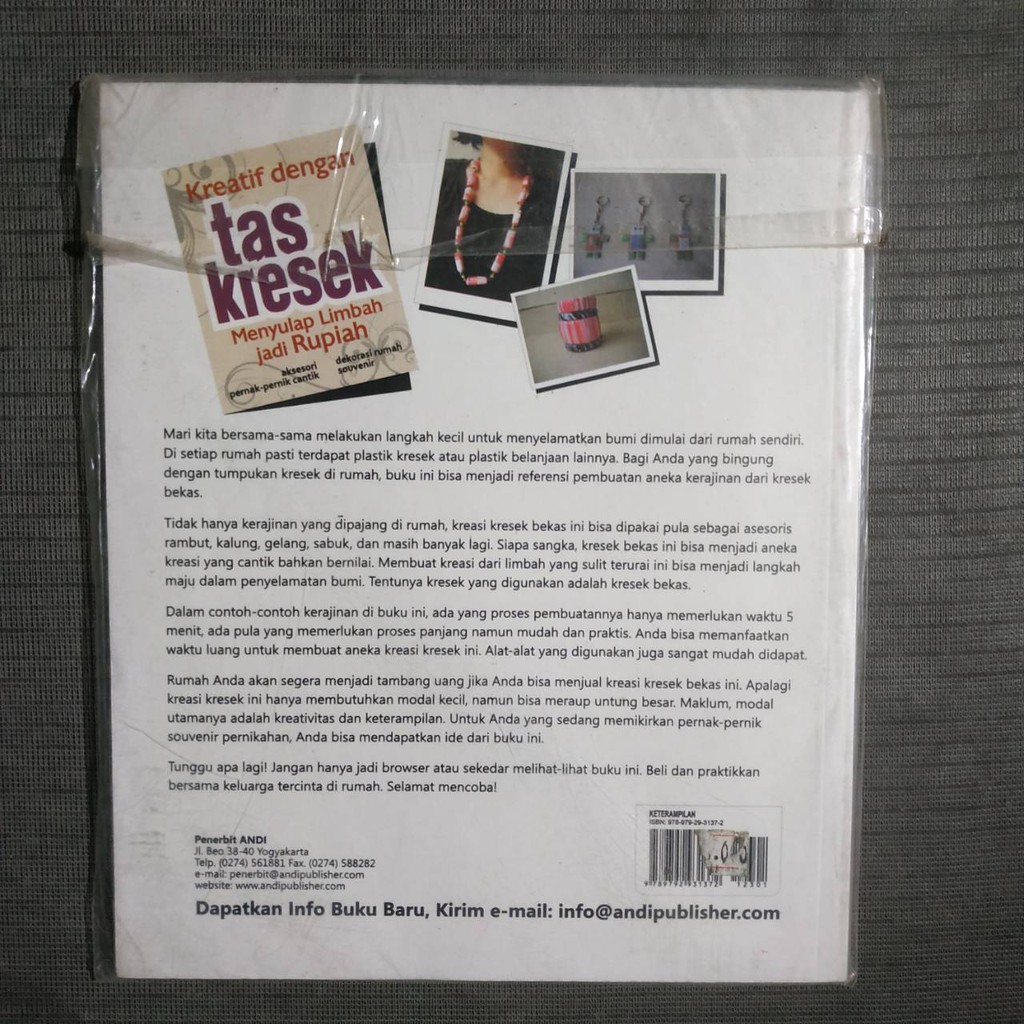 Kreatif dengan
tas
kresek
Menyulap Limbah
jadi Rupiah
aksesori
pernak-pernik cantik
dekorasi rumah
souvenir
Mari kita bersama-sama melakukan langkah kecil untuk menyelamatkan bumi dimulai dari rumah sendiri.
Di setiap rumah pasti terdapat plastik kresek atau plastik belanjaan lainnya. Bagi Anda yang bingung
dengan tumpukan kresek di rumah, buku ini bisa menjadi referensi pembuatan aneka kerajinan dari kresek
bekas.
Tidak hanya kerajinan yang dipajang di rumah, kreasi kresek bekas ini bisa dipakai pula sebagai asesoris
rambut, kalung, gelang, sabuk, dan masih banyak lagi. Siapa sangka, kresek bekas ini bisa menjadi aneka
kreasi yang cantik bahkan bernilai. Membuat kreasi dari limbah yang sulit terurai ini bisa menjadi langkah
maju dalam penyelamatan bumi. Tentunya kresek yang digunakan adalah kresek bekas.
Dalam contoh-contoh kerajinan di buku ini, ada yang proses pembuatannya hanya memerlukan waktu 5
menit, ada pula yang memerlukan proses panjang namun mudah dan praktis. Anda bisa memanfaatkan
waktu luang untuk membuat aneka kreasi kresek ini. Alat-alat yang digunakan juga sangat mudah didapat.
Rumah Anda akan segera menjadi tambang uang jika Anda bisa menjual kreasi kresek bekas ini. Apalagi
kreasi kresek ini hanya membutuhkan modal kecil, namun bisa meraup untung besar. Maklum, modal
utamanya adalah kreativitas dan keterampilan. Untuk Anda yang sedang memikirkan pernak-pernik
souvenir pernikahan, Anda bisa mendapatkan ide dari buku ini.
Tunggu apa lagi! Jangan hanya jadi browser atau sekedar melihat-lihat buku ini. Beli dan praktikkan
bersama keluarga tercinta di rumah. Selamat mencoba!
Penerbit ANDI
Jl. Beo 38-40 Yogyakarta
Telp. (0274) 561881 Fax. (0274) 588282
e-mail: penerbit@andipublisher.com
website: www.andipublisher.com
KETERAMPILAN
ISBN: 978-979-29-3137-2
9 789792 931372
12301
Dapatkan Info Buku Baru, Kirim e-mail: info@andipublisher.com